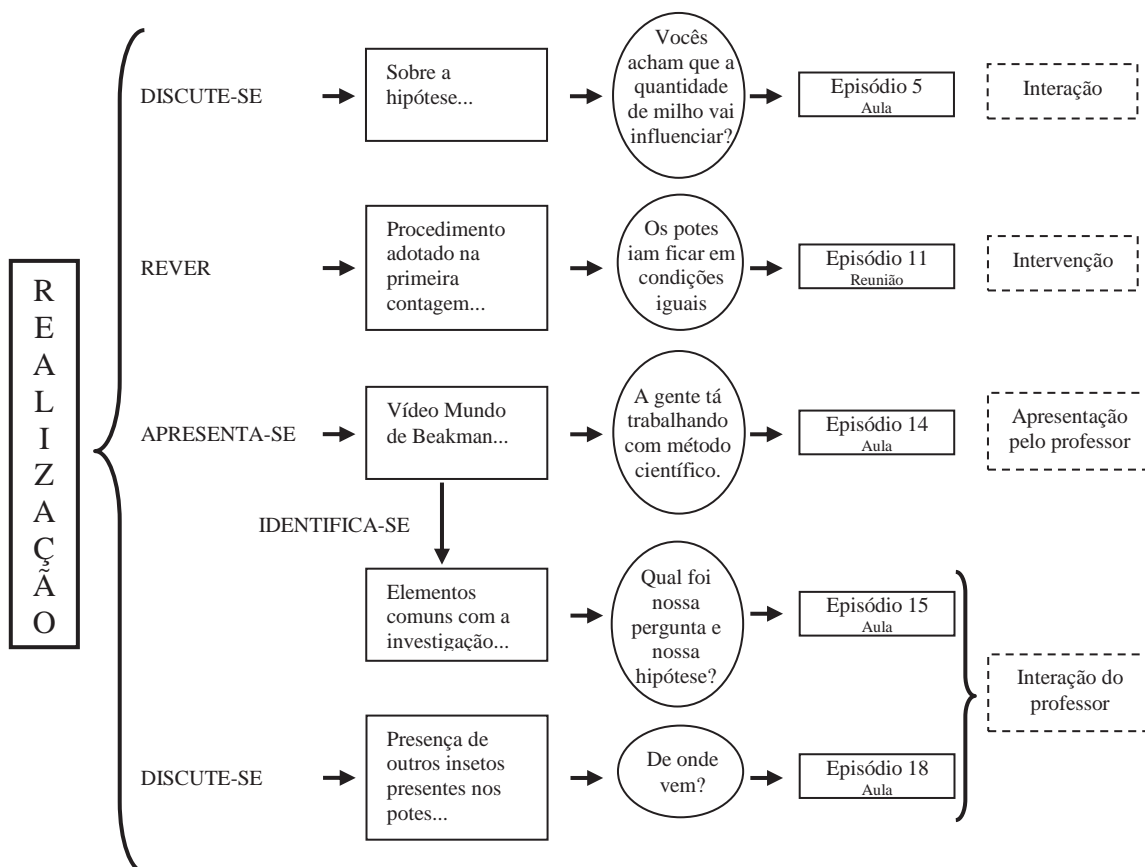 R
E
A
L
I
Z
A
Ç
Ã
O
DISCUTE-SE
Sobre a
hipótese...
Vocês
acham que a
quantidade
de milho vai
influenciar?
Episódio 5
Aula
Interação
REVER
Procedimento
adotado na
primeira
contagem...
Os potes
iam ficar em
condições
iguais
Episódio 11
Reunião
Intervenção
APRESENTA-SE
Vídeo Mundo
de Beakman...
A gente tá
trabalhando
com método
científico.
Episódio 14
Aula
Apresentação
pelo professor
IDENTIFICA-SE
Elementos
comuns com a
investigação...
Qual foi
nossa
pergunta e
nossa
hipótese?
Episódio 15
Aula
Interação do
professor
DISCUTE-SE
Presença de
outros insetos
presentes nos
potes...
De onde
vem?
Episódio 18
Aula